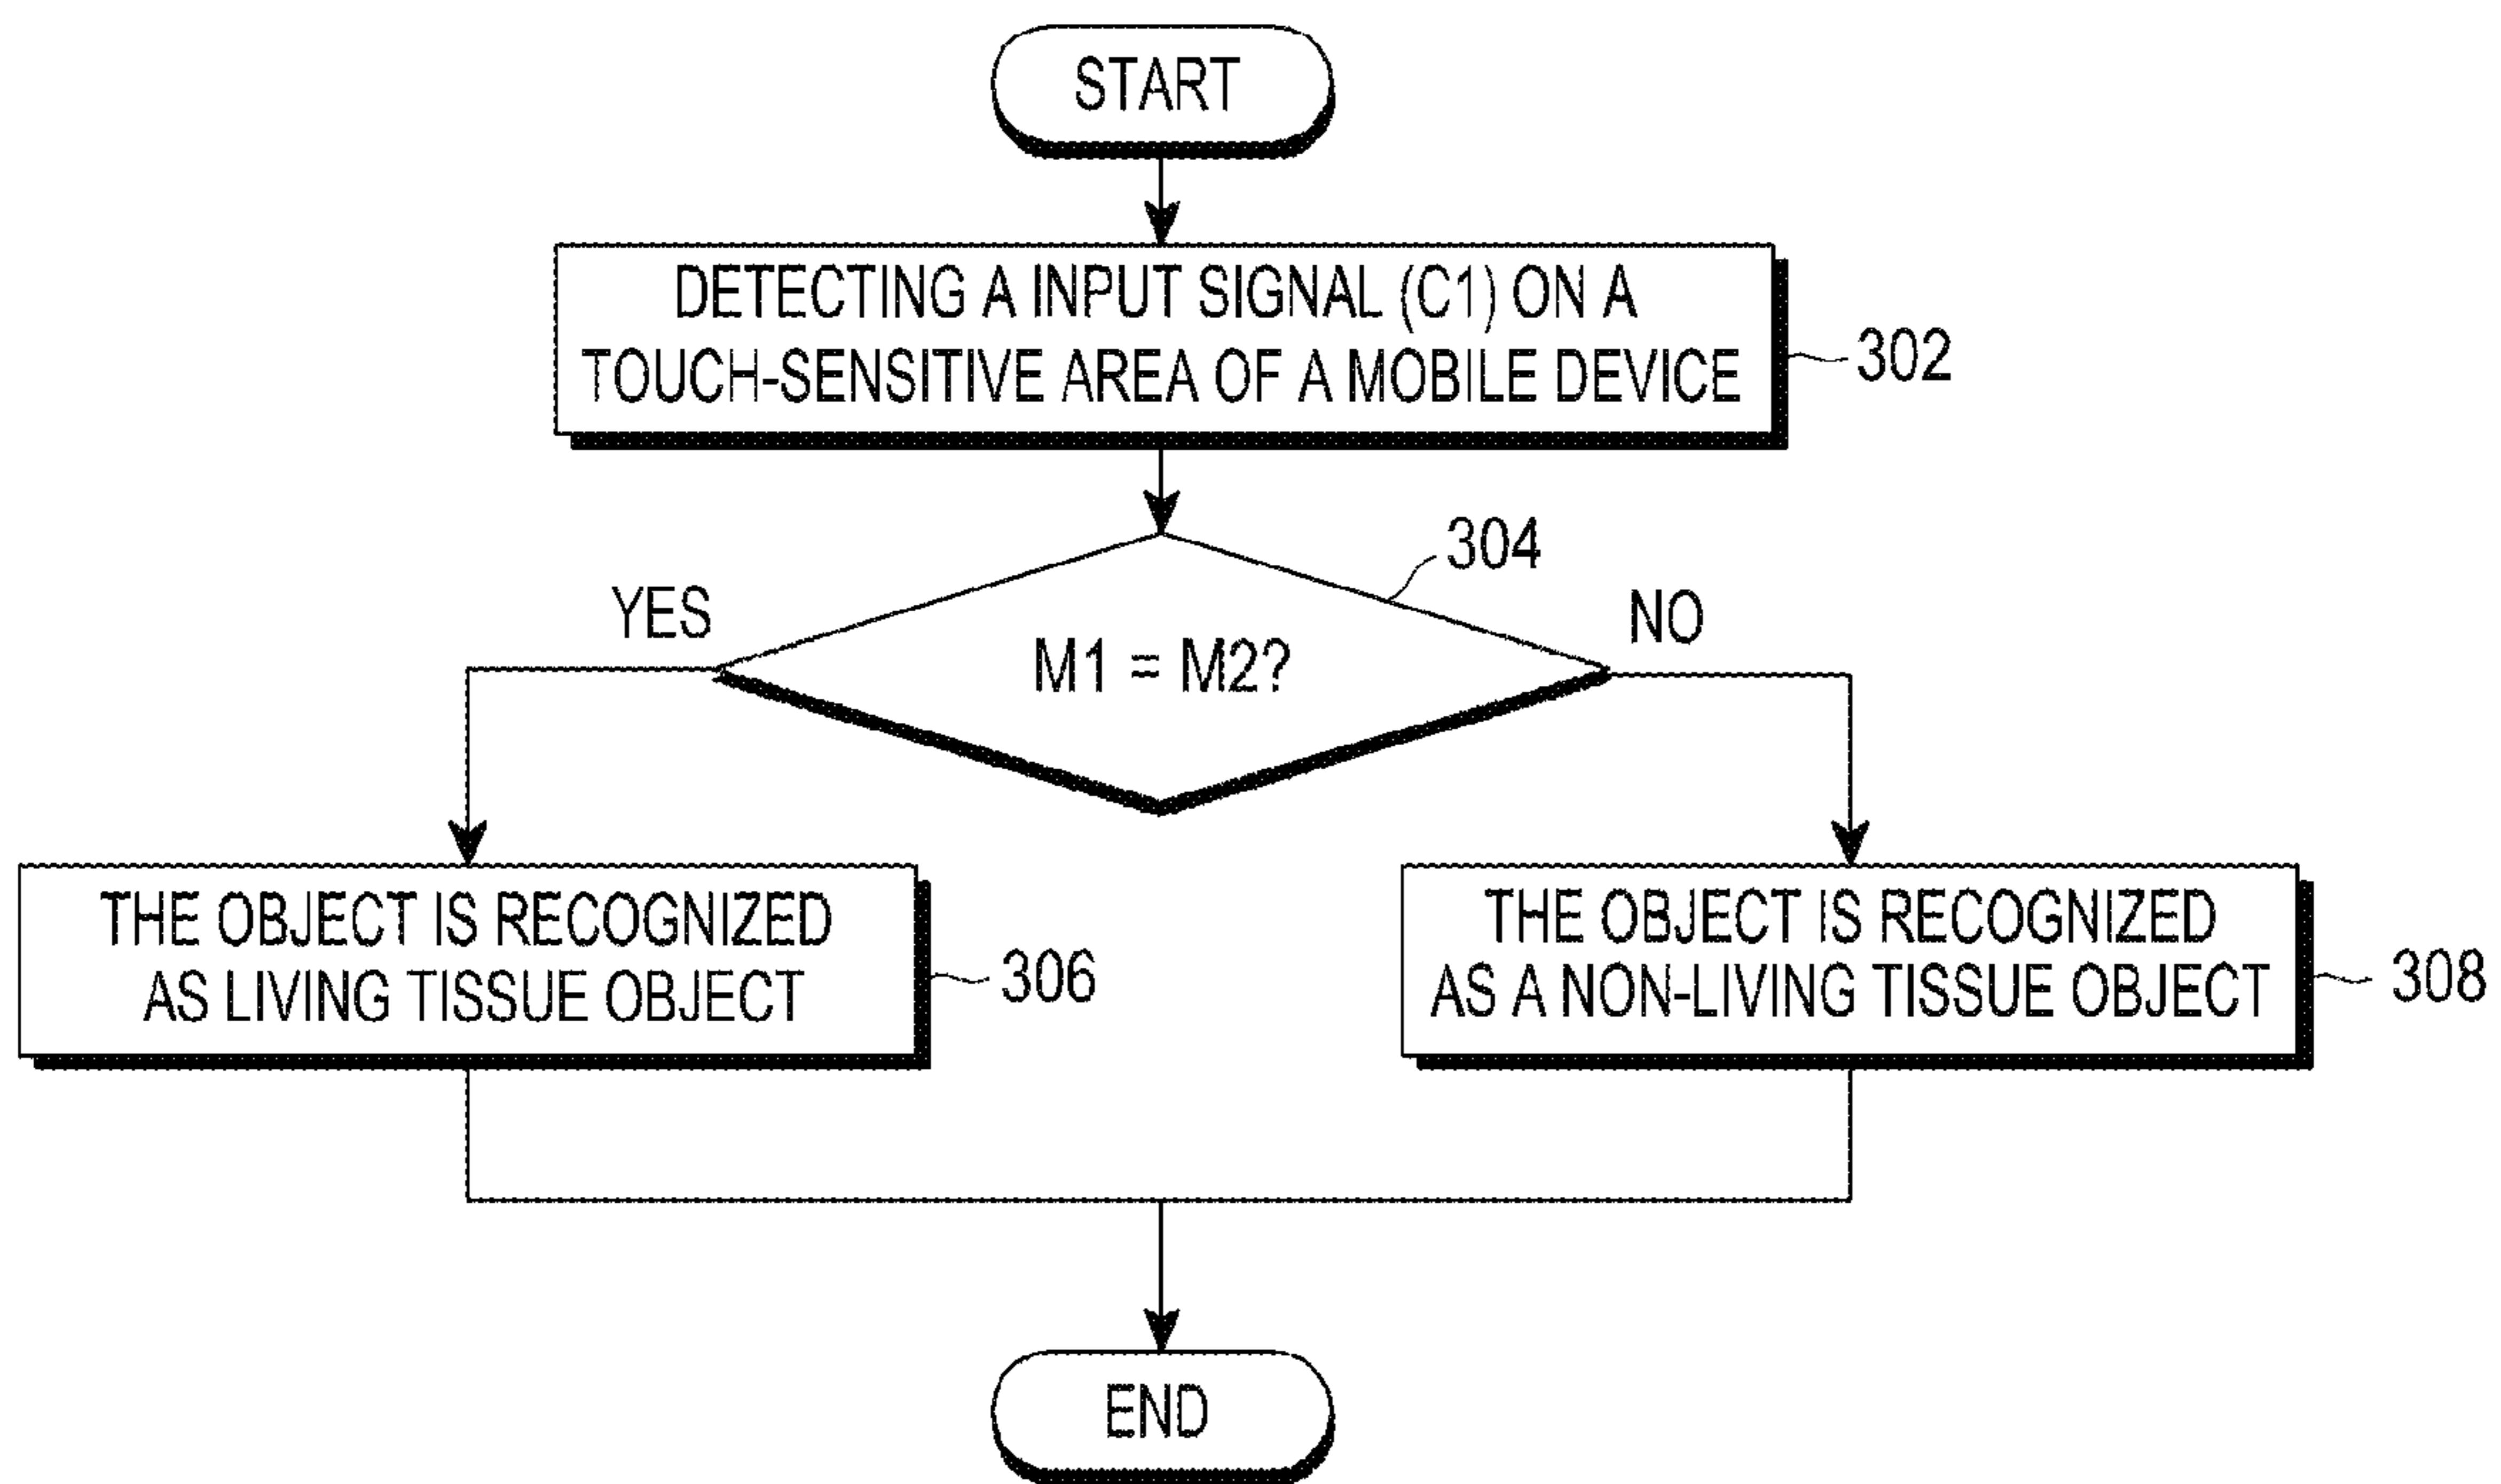 START
DETECTING A INPUT SIGNAL (C1) ON A
TOUCH-SENSITIVE AREA OF A MOBILE DEVICE
302
304
YES
NO
M1 = M2?
THE OBJECT IS RECOGNIZED
AS LIVING TISSUE OBJECT
306
THE OBJECT IS RECOGNIZED
AS A NON-LIVING TISSUE OBJECT
308
END